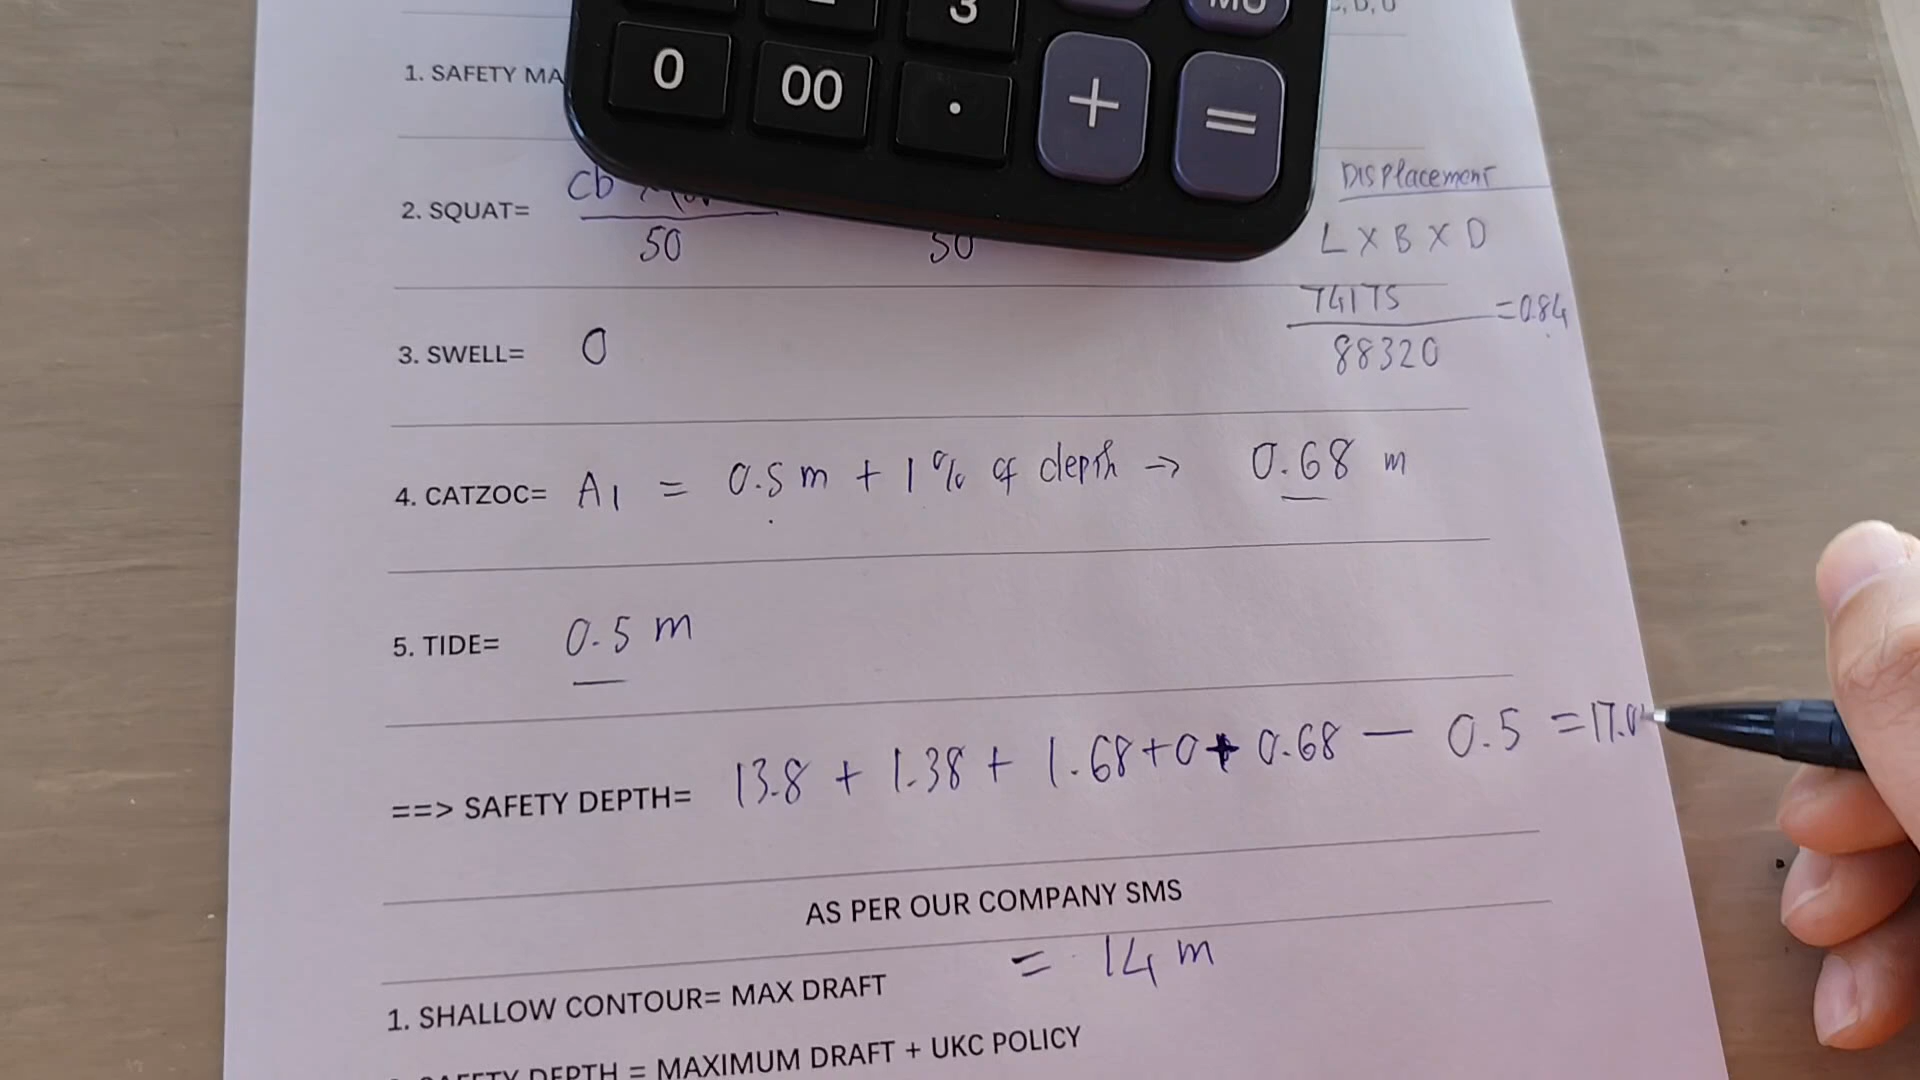 3
0 00 . + =
1. SAFETY MA
Displacement
2. SQUAT= Cb
50 50
L X B X D
74175
88320 =0.84
3. SWELL= 0
4. CATZOC= A1 = 0.5 m + 1% of depth → 0.68 m
5. TIDE= 0.5 m
==> SAFETY DEPTH= 13.8 + 1.38 + 1.68+0+ 0.68 — 0.5 =17.0
AS PER OUR COMPANY SMS
1. SHALLOW CONTOUR= MAX DRAFT = 14 m
SAFETY DEPTH = MAXIMUM DRAFT + UKC POLICY